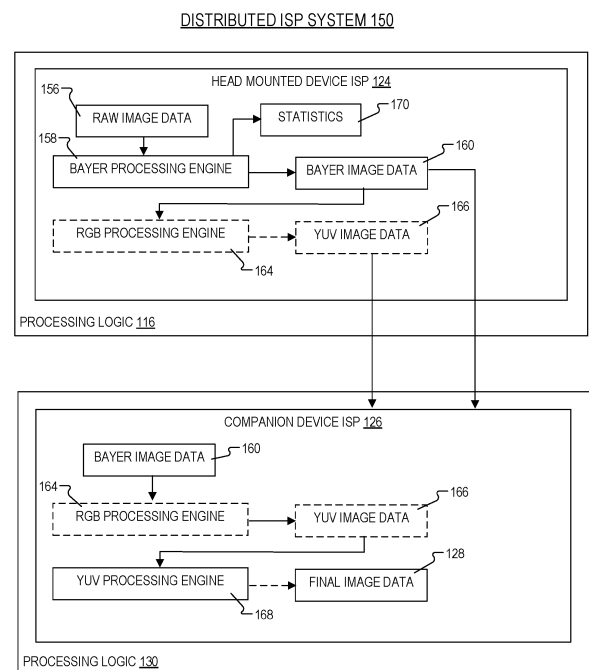 DISTRIBUTED ISP SYSTEM 150
HEAD MOUNTED DEVICE ISP 124
156
RAW IMAGE DATA
STATISTICS
170
158
BAYER PROCESSING ENGINE
BAYER IMAGE DATA
160
RGB PROCESSING ENGINE
164
YUV IMAGE DATA
166
PROCESSING LOGIC 116
COMPANION DEVICE ISP 126
BAYER IMAGE DATA
160
164
RGB PROCESSING ENGINE
YUV IMAGE DATA
166
YUV PROCESSING ENGINE
168
FINAL IMAGE DATA
128
PROCESSING LOGIC 130